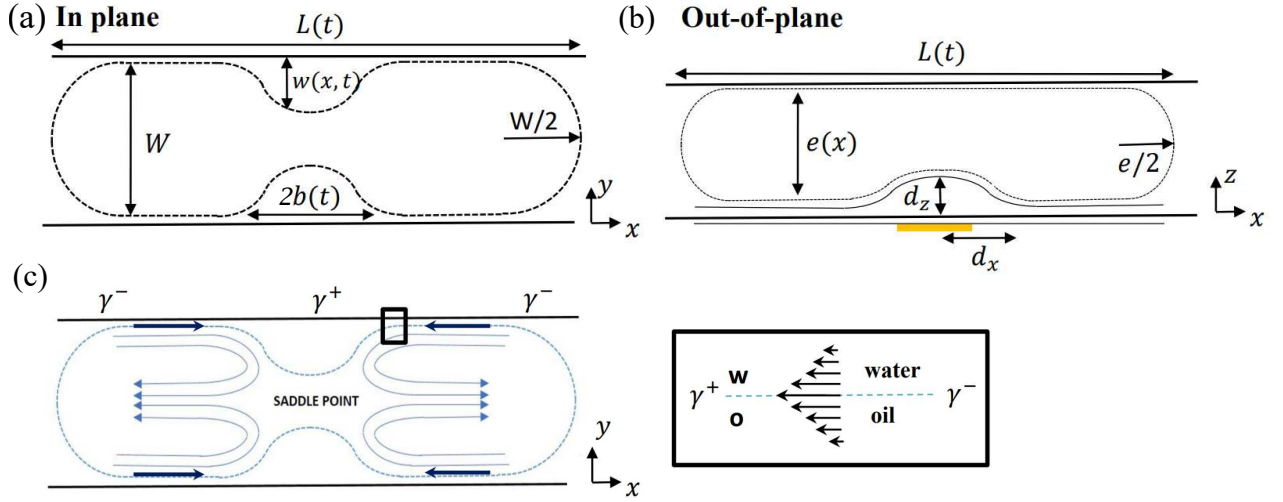 (a) In plane
L(t)
w(x, t)
W
W/2
2b(t)
y
x
(b) Out-of-plane
L(t)
e(x)
e/2
d_z
d_x
z
x
(c)
γ⁻ γ⁺ γ⁻
SADDLE POINT
y
x
γ⁺ w water γ⁻
o oil